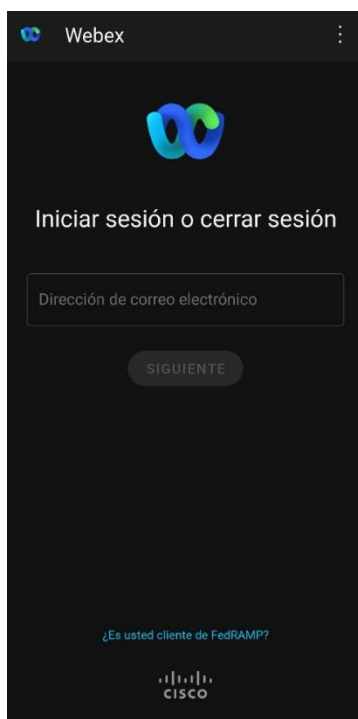 Webex
Iniciar sesión o cerrar sesión
Dirección de correo electrónico
SIGUIENTE
¿Es usted cliente de FedRAMP?
CISCO